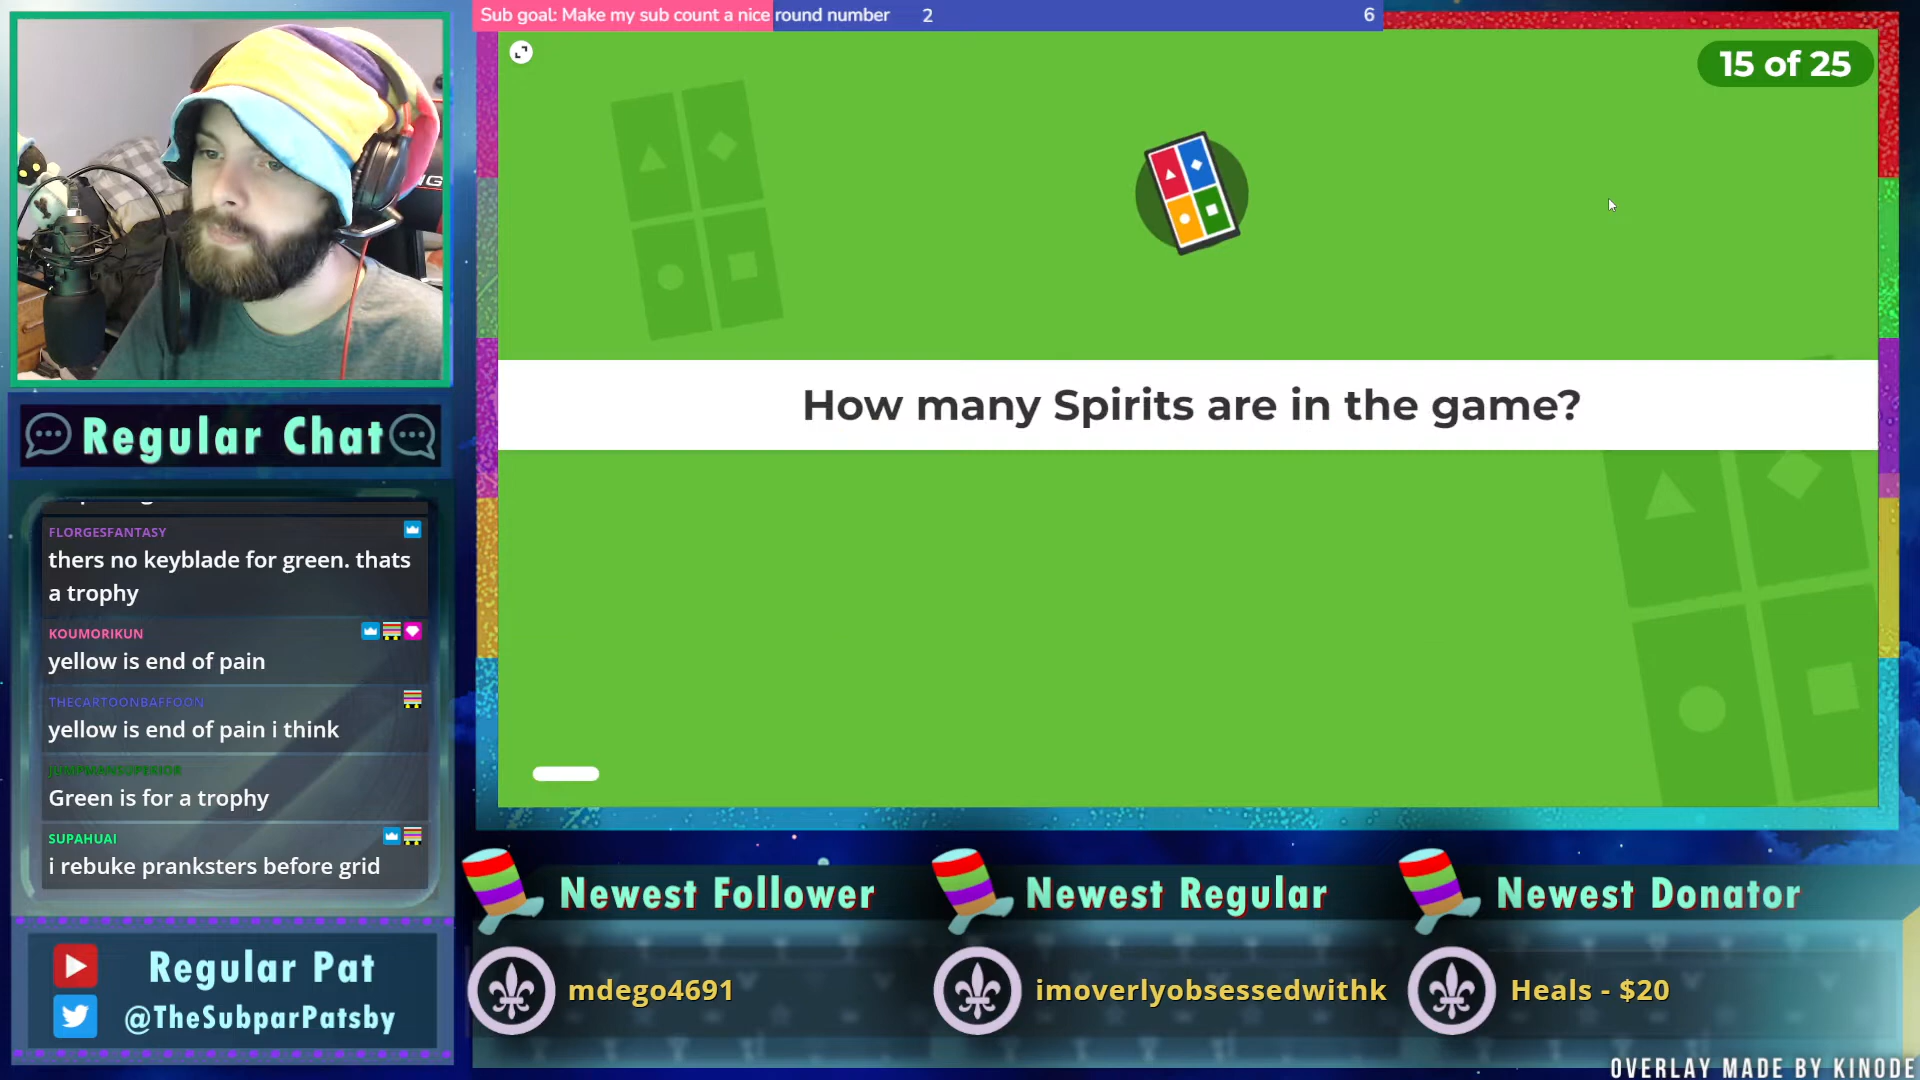 Sub goal: Make my sub count a nice round number 2 6
15 of 25
How many Spirits are in the game?
Regular Chat
FLORGESFANTASY
thers no keyblade for green. thats
a trophy
KOUMORIKUN
yellow is end of pain
THECARTOONBAFFOON
yellow is end of pain i think
JUMPMANSUPERIOR
Green is for a trophy
SUPAHUAI
i rebuke pranksters before grid
Regular Pat
@TheSubparPatsby
Newest Follower
mdego4691
Newest Regular
imoverlyobsessedwithk
Newest Donator
Heals - $20
OVERLAY MADE BY KINODE